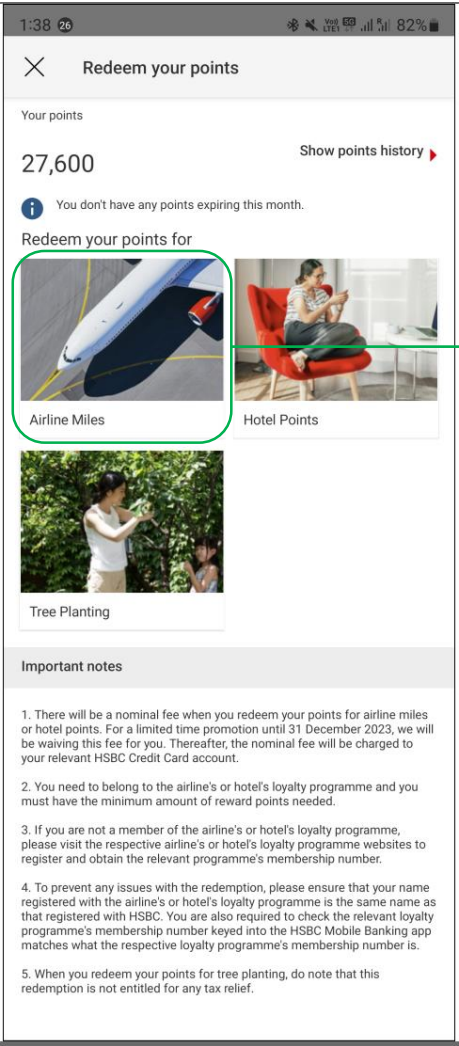 1:38 26 82%
Redeem your points
Your points
27,600
Show points history
You don't have any points expiring this month.
Redeem your points for
Airline Miles
Hotel Points
Tree Planting
Important notes
1. There will be a nominal fee when you redeem your points for airline miles
or hotel points. For a limited time promotion until 31 December 2023, we will
be waiving this fee for you. Thereafter, the nominal fee will be charged to
your relevant HSBC Credit Card account.
2. You need to belong to the airline's or hotel's loyalty programme and you
must have the minimum amount of reward points needed.
3. If you are not a member of the airline's or hotel's loyalty programme,
please visit the respective airline's or hotel's loyalty programme websites to
register and obtain the relevant programme's membership number.
4. To prevent any issues with the redemption, please ensure that your name
registered with the airline's or hotel's loyalty programme is the same name as
that registered with HSBC. You are also required to check the relevant loyalty
programme's membership number keyed into the HSBC Mobile Banking app
matches what the respective loyalty programme's membership number is.
5. When you redeem your points for tree planting, do note that this
redemption is not entitled for any tax relief.